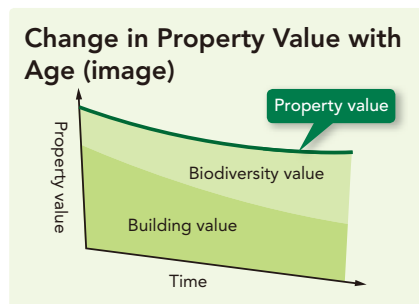 Change in Property Value with
Age (image)
Property value
Property value
Biodiversity value
Building value
Time